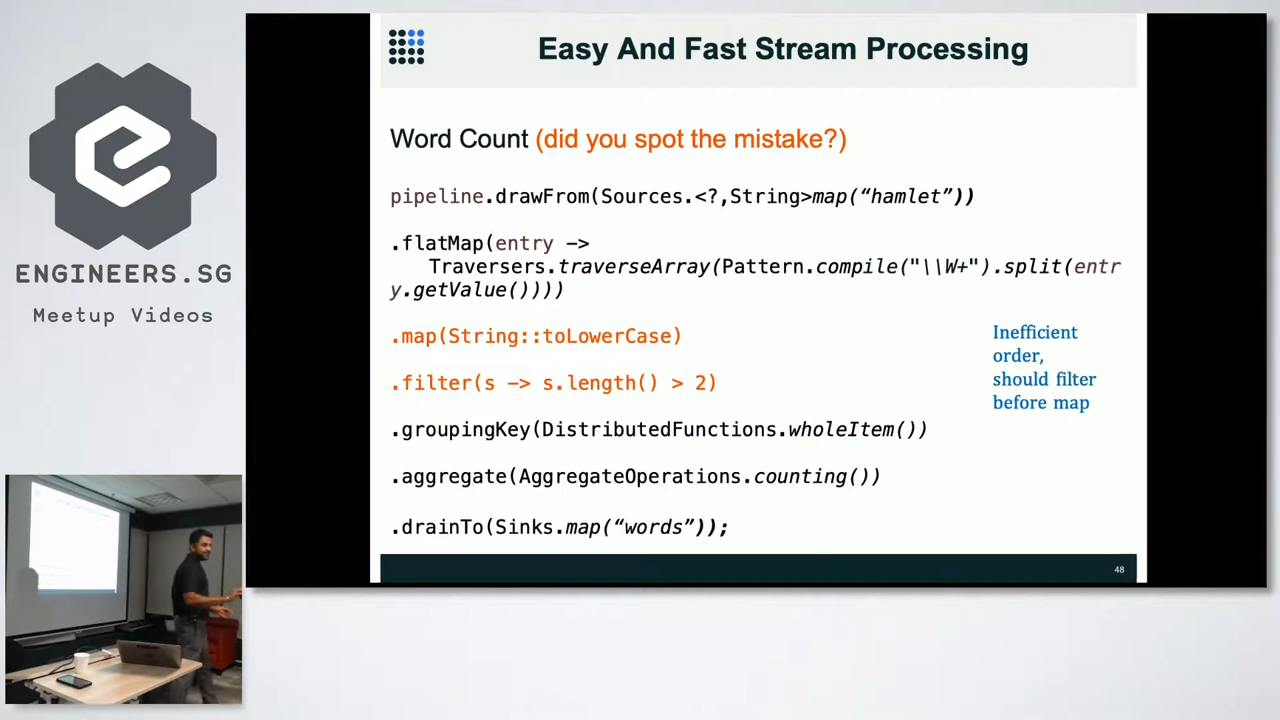 Easy And Fast Stream Processing
Word Count (did you spot the mistake?)
pipeline.drawFrom(Sources.<?,String>map(“hamlet”))
.flatMap(entry ->
Traversers.traverseArray(Pattern.compile("\\W+").split(entr
y.getValue())))
.map(String::toLowerCase)
.filter(s -> s.length() > 2)
.groupingKey(DistributedFunctions.wholeItem())
.aggregate(AggregateOperations.counting())
.drainTo(Sinks.map(“words”));
Inefficient
order,
should filter
before map
48
ENGINEERS.SG
Meetup Videos